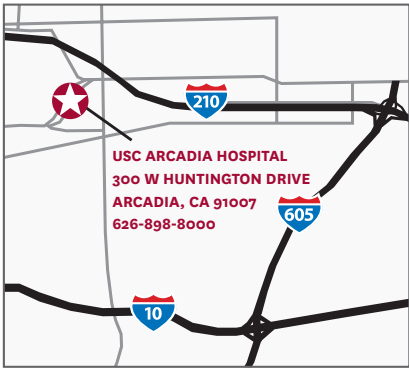 210
USC ARCADIA HOSPITAL
300 W HUNTINGTON DRIVE
ARCADIA, CA 91007
626-898-8000
605
10